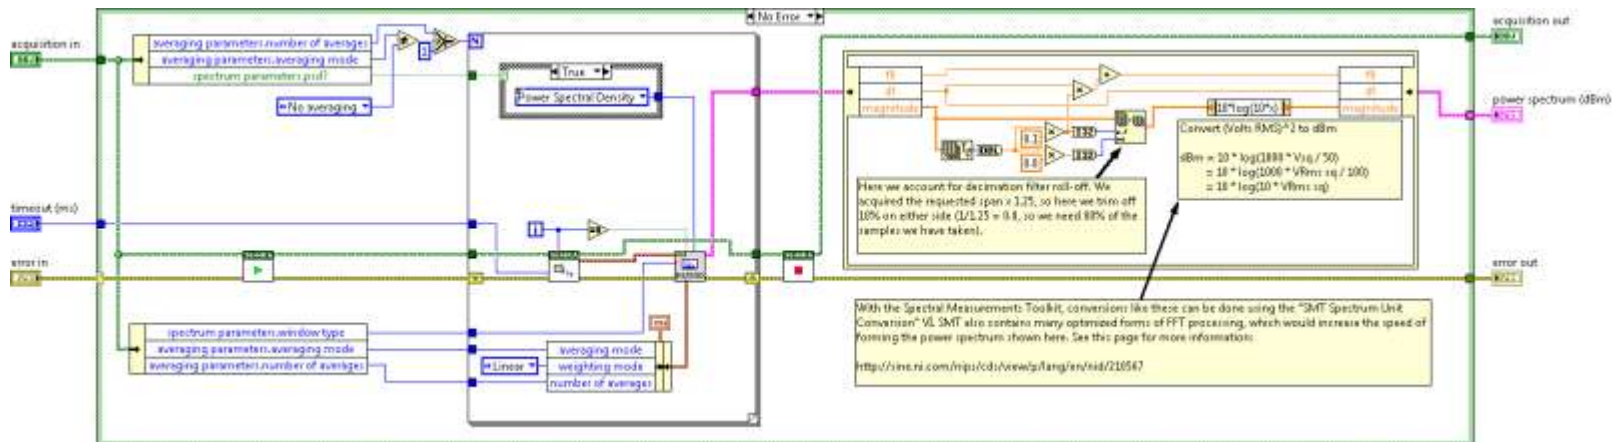 No Error
acquisition in
acquisition out
averaging parameters.number of averages
averaging parameters.averaging mode
spectrum parameters.psd?
No averaging
1
N
True
Power Spectral Density
f0
dt
magnitude
f0
dt
magnitude
power spectrum (dBm)
10*log(10*x)
0.1
0.8
I32
I32
DBL
Convert (Volts RMS)^2 to dBm
dBm = 10 * log(1000 * Vsq / 50)
= 10 * log(1000 * VRms sq / 100)
= 10 * log(10 * VRms sq)
Here we account for decimation filter roll-off. We
acquired the requested span x 1.25, so here we trim off
10% on either side (1/1.25 = 0.8, so we need 80% of the
samples we have taken).
timeout (ms)
i
error in
error out
With the Spectral Measurements Toolkit, conversions like these can be done using the "SMT Spectrum Unit
Conversion" VI. SMT also contains many optimized forms of FFT processing, which would increase the speed of
forming the power spectrum shown here. See this page for more information:
http://sine.ni.com/nips/cds/view/p/lang/en/nid/210567
spectrum parameters.window type
averaging parameters.averaging mode
averaging parameters.number of averages
averaging mode
Linear
weighting mode
number of averages